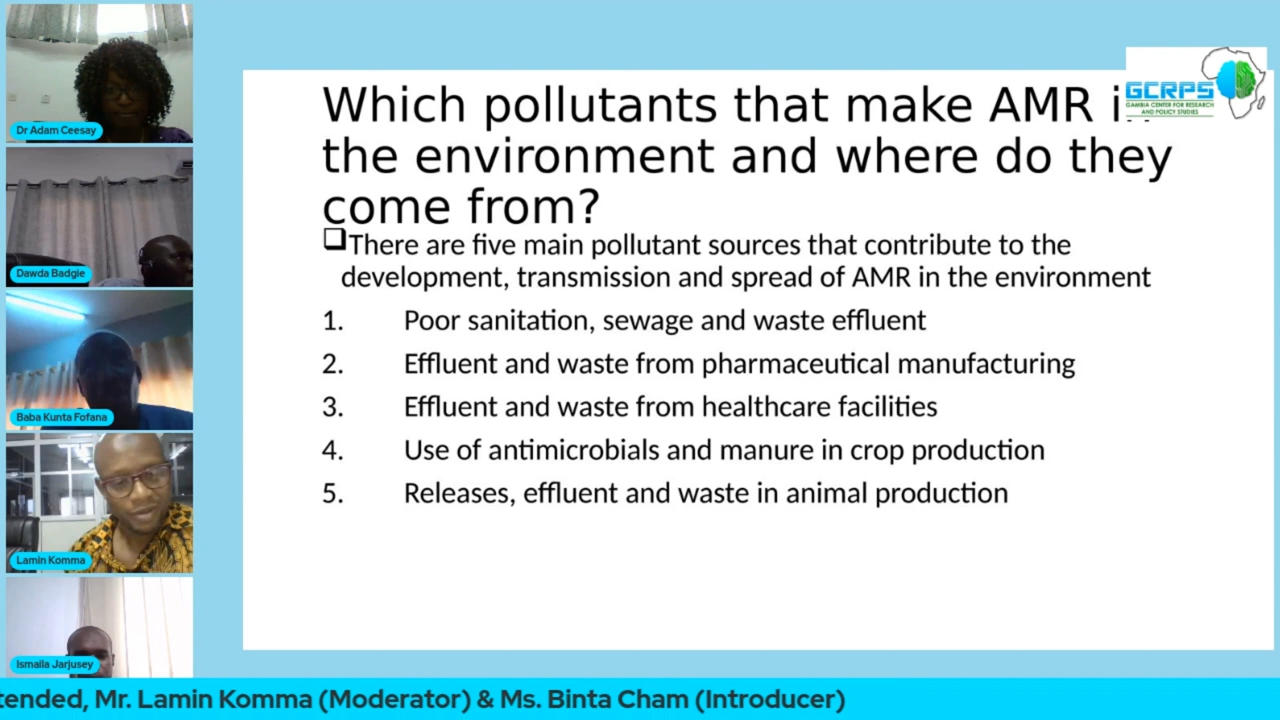 Which pollutants that make AMR in
the environment and where do they
come from?
There are five main pollutant sources that contribute to the
development, transmission and spread of AMR in the environment
1. Poor sanitation, sewage and waste effluent
2. Effluent and waste from pharmaceutical manufacturing
3. Effluent and waste from healthcare facilities
4. Use of antimicrobials and manure in crop production
5. Releases, effluent and waste in animal production
GCRPS
GAMBIA CENTER FOR RESEARCH
AND POLICY STUDIES
Dr Adam Ceesay
Dawda Badgie
Baba Kunta Fofana
Lamin Komma
Ismaila Jarjusey
tended, Mr. Lamin Komma (Moderator) & Ms. Binta Cham (Introducer)